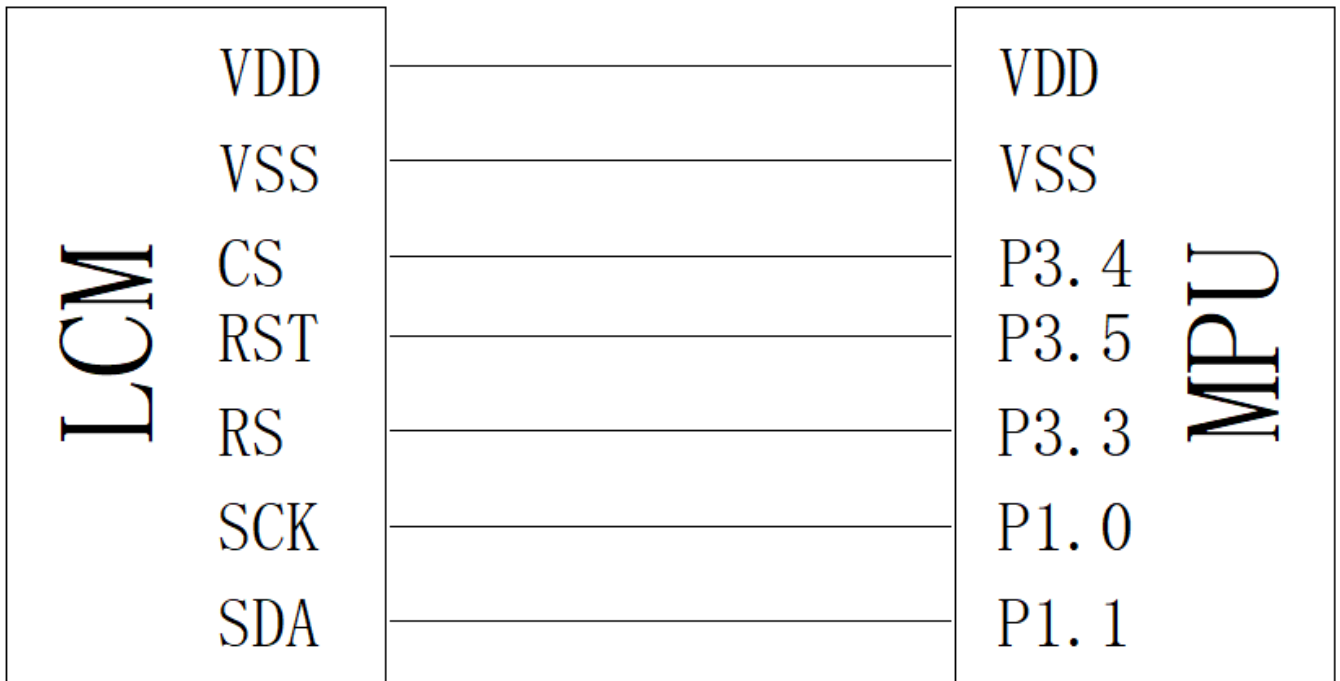 LCM
VDD VDD
VSS VSS
CS P3.4
RST P3.5
RS P3.3
SCK P1.0
SDA P1.1
MPU